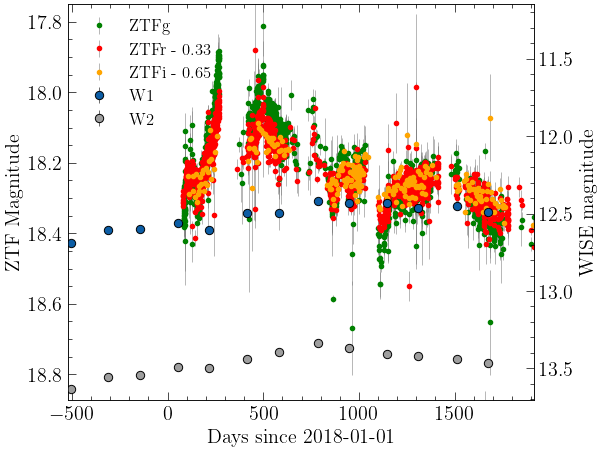 ZTFg
ZTFr - 0.33
ZTFi - 0.65
W1
W2
17.8
18.0
18.2
18.4
18.6
18.8
ZTF Magnitude
11.5
12.0
12.5
13.0
13.5
WISE magnitude
−500
0
500
1000
1500
Days since 2018-01-01